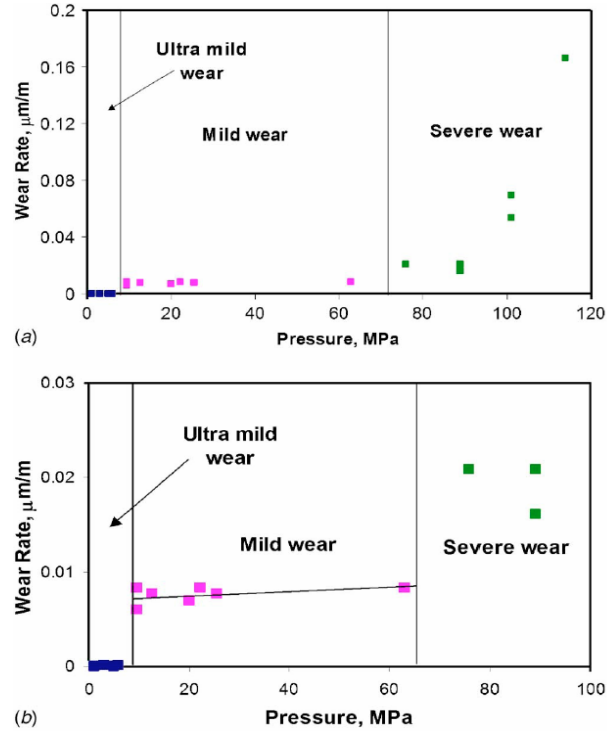 0.2
Ultra mild
wear
0.16
0.12
Mild wear
Severe wear
0.08
0.04
0
Wear Rate, µm/m
0 20 40 60 80 100 120
Pressure, MPa
(a)
0.03
Ultra mild
wear
0.02
Mild wear
Severe wear
0.01
0
Wear Rate, µm/m
0 20 40 60 80 100
Pressure, MPa
(b)